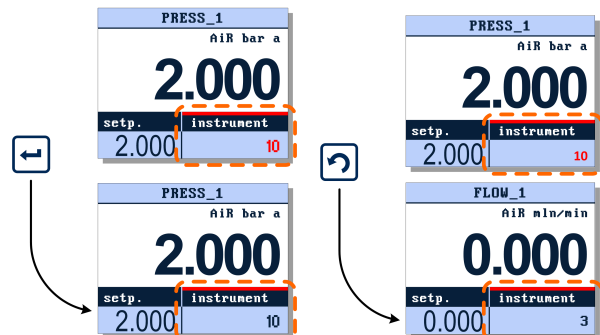 PRESS_1
AiR bar a
2.000
setp. instrument
2.000 10
PRESS_1
AiR bar a
2.000
setp. instrument
2.000 10
PRESS_1
AiR bar a
2.000
setp. instrument
2.000 10
FLOW_1
AiR mln/min
0.000
setp. instrument
0.000 3